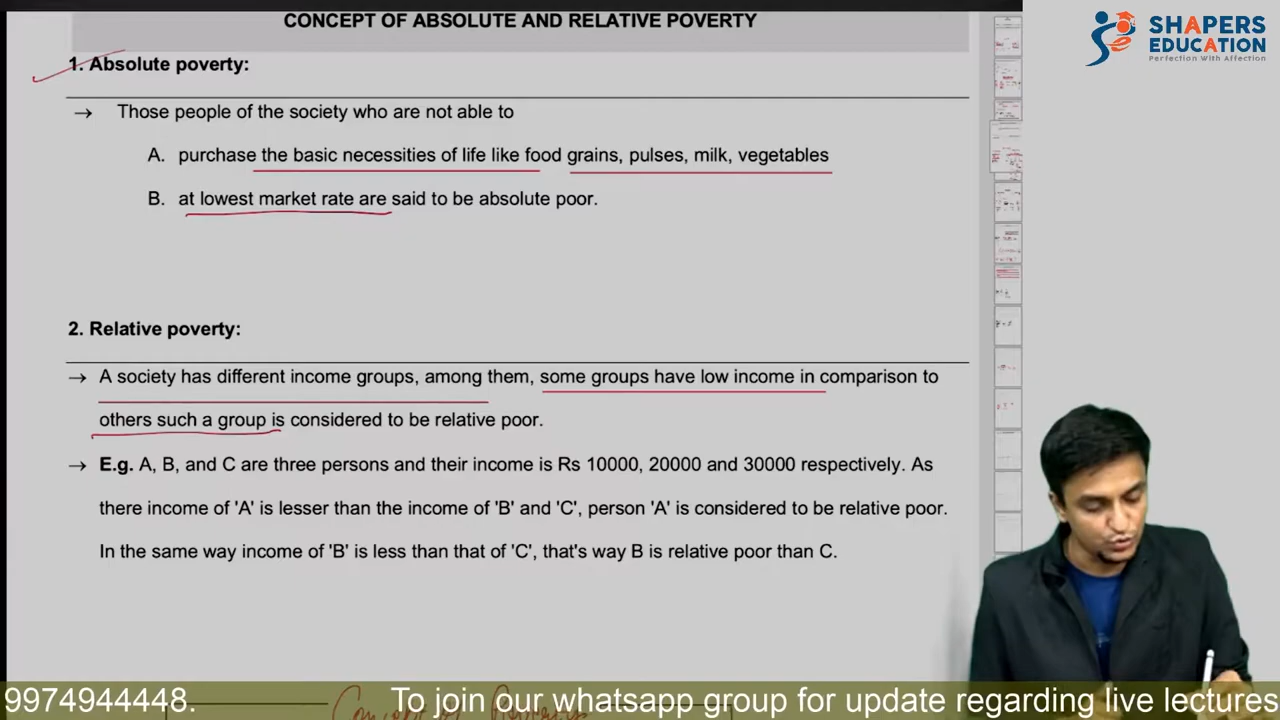 CONCEPT OF ABSOLUTE AND RELATIVE POVERTY
SHAPERS
EDUCATION
Perfection With Affection
1. Absolute poverty:
→ Those people of the society who are not able to
A. purchase the basic necessities of life like food grains, pulses, milk, vegetables
B. at lowest market rate are said to be absolute poor.
2. Relative poverty:
→ A society has different income groups, among them, some groups have low income in comparison to
others such a group is considered to be relative poor.
→ E.g. A, B, and C are three persons and their income is Rs 10000, 20000 and 30000 respectively. As
there income of 'A' is lesser than the income of 'B' and 'C', person 'A' is considered to be relative poor.
In the same way income of 'B' is less than that of 'C', that's way B is relative poor than C.
Concept of
9974944448. To join our whatsapp group for update regarding live lectures